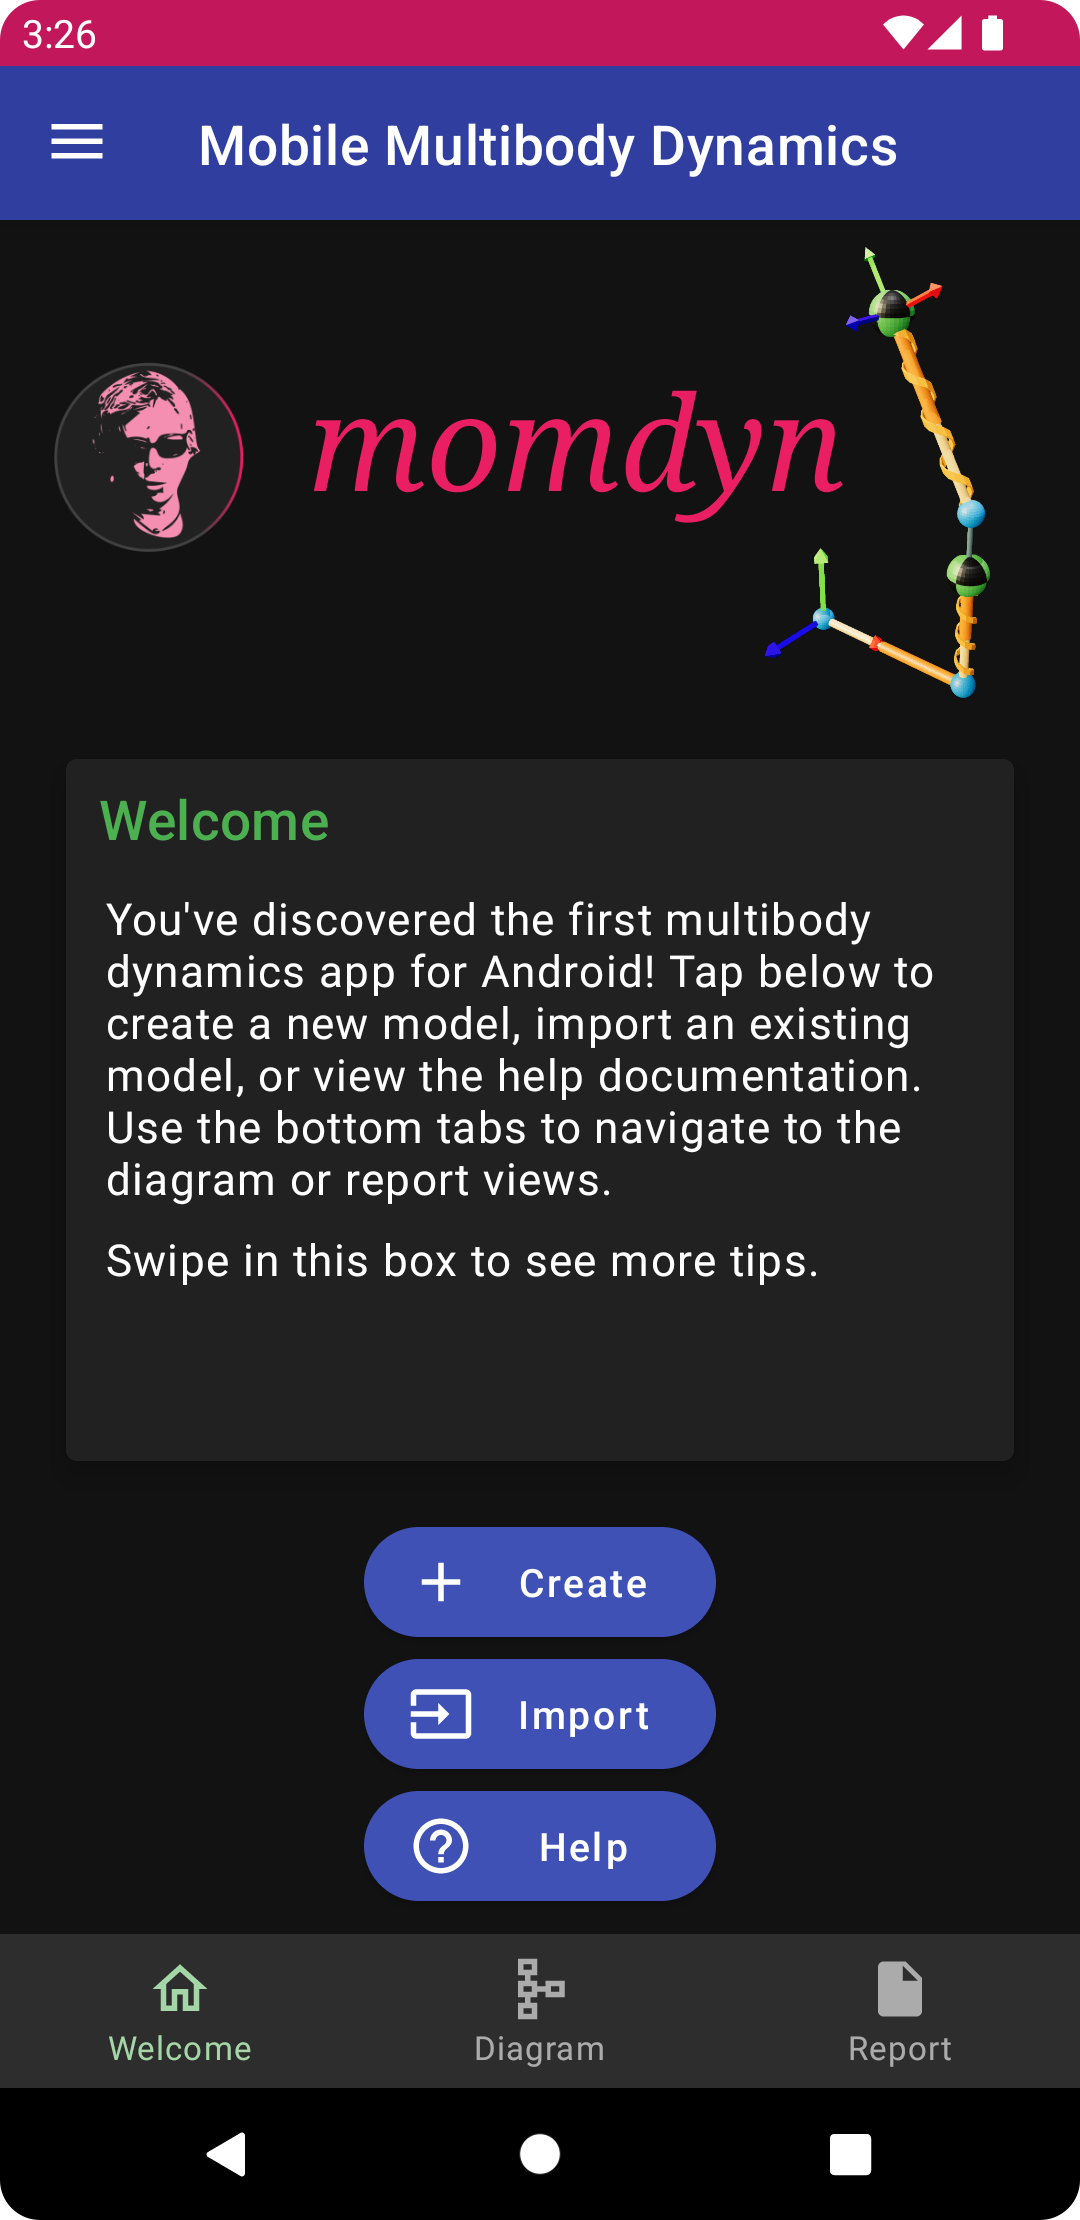 3:26
Mobile Multibody Dynamics
momdyn
Welcome
You've discovered the first multibody
dynamics app for Android! Tap below to
create a new model, import an existing
model, or view the help documentation.
Use the bottom tabs to navigate to the
diagram or report views.
Swipe in this box to see more tips.
Create
Import
Help
Welcome
Diagram
Report